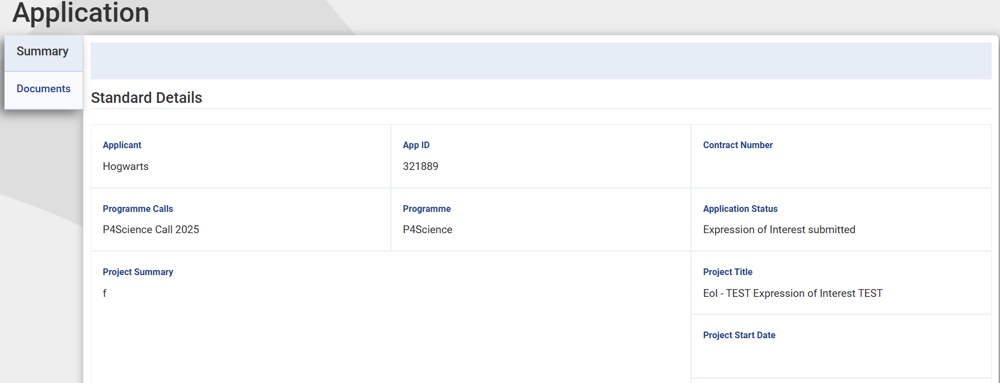 Application
Summary
Documents
Standard Details
Applicant
Hogwarts
App ID
321889
Contract Number
Programme Calls
P4Science Call 2025
Programme
P4Science
Application Status
Expression of Interest submitted
Project Summary
f
Project Title
EoI - TEST Expression of Interest TEST
Project Start Date